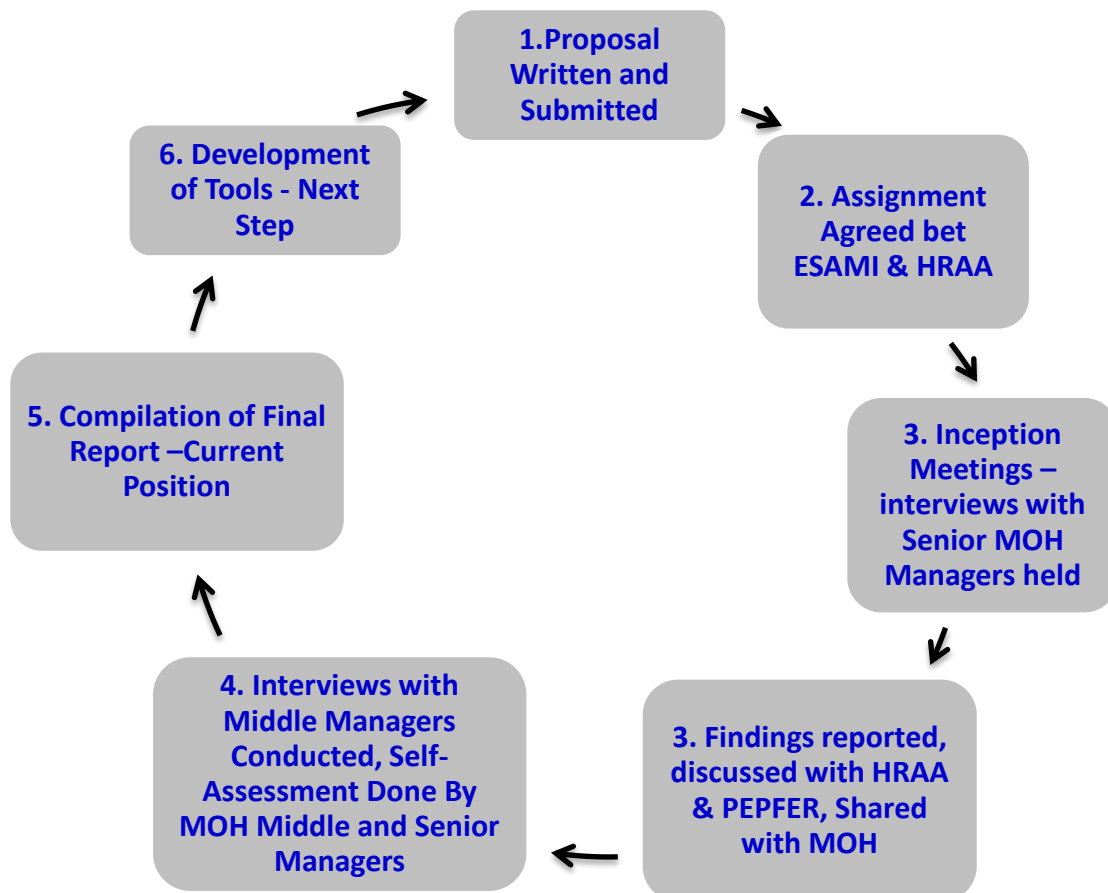 1.Proposal
Written and
Submitted
2. Assignment
Agreed bet
ESAMI & HRAA
3. Inception
Meetings –
interviews with
Senior MOH
Managers held
3. Findings reported,
discussed with HRAA
& PEPFER, Shared
with MOH
4. Interviews with
Middle Managers
Conducted, Self-
Assessment Done By
MOH Middle and Senior
Managers
5. Compilation of Final
Report –Current
Position
6. Development
of Tools - Next
Step